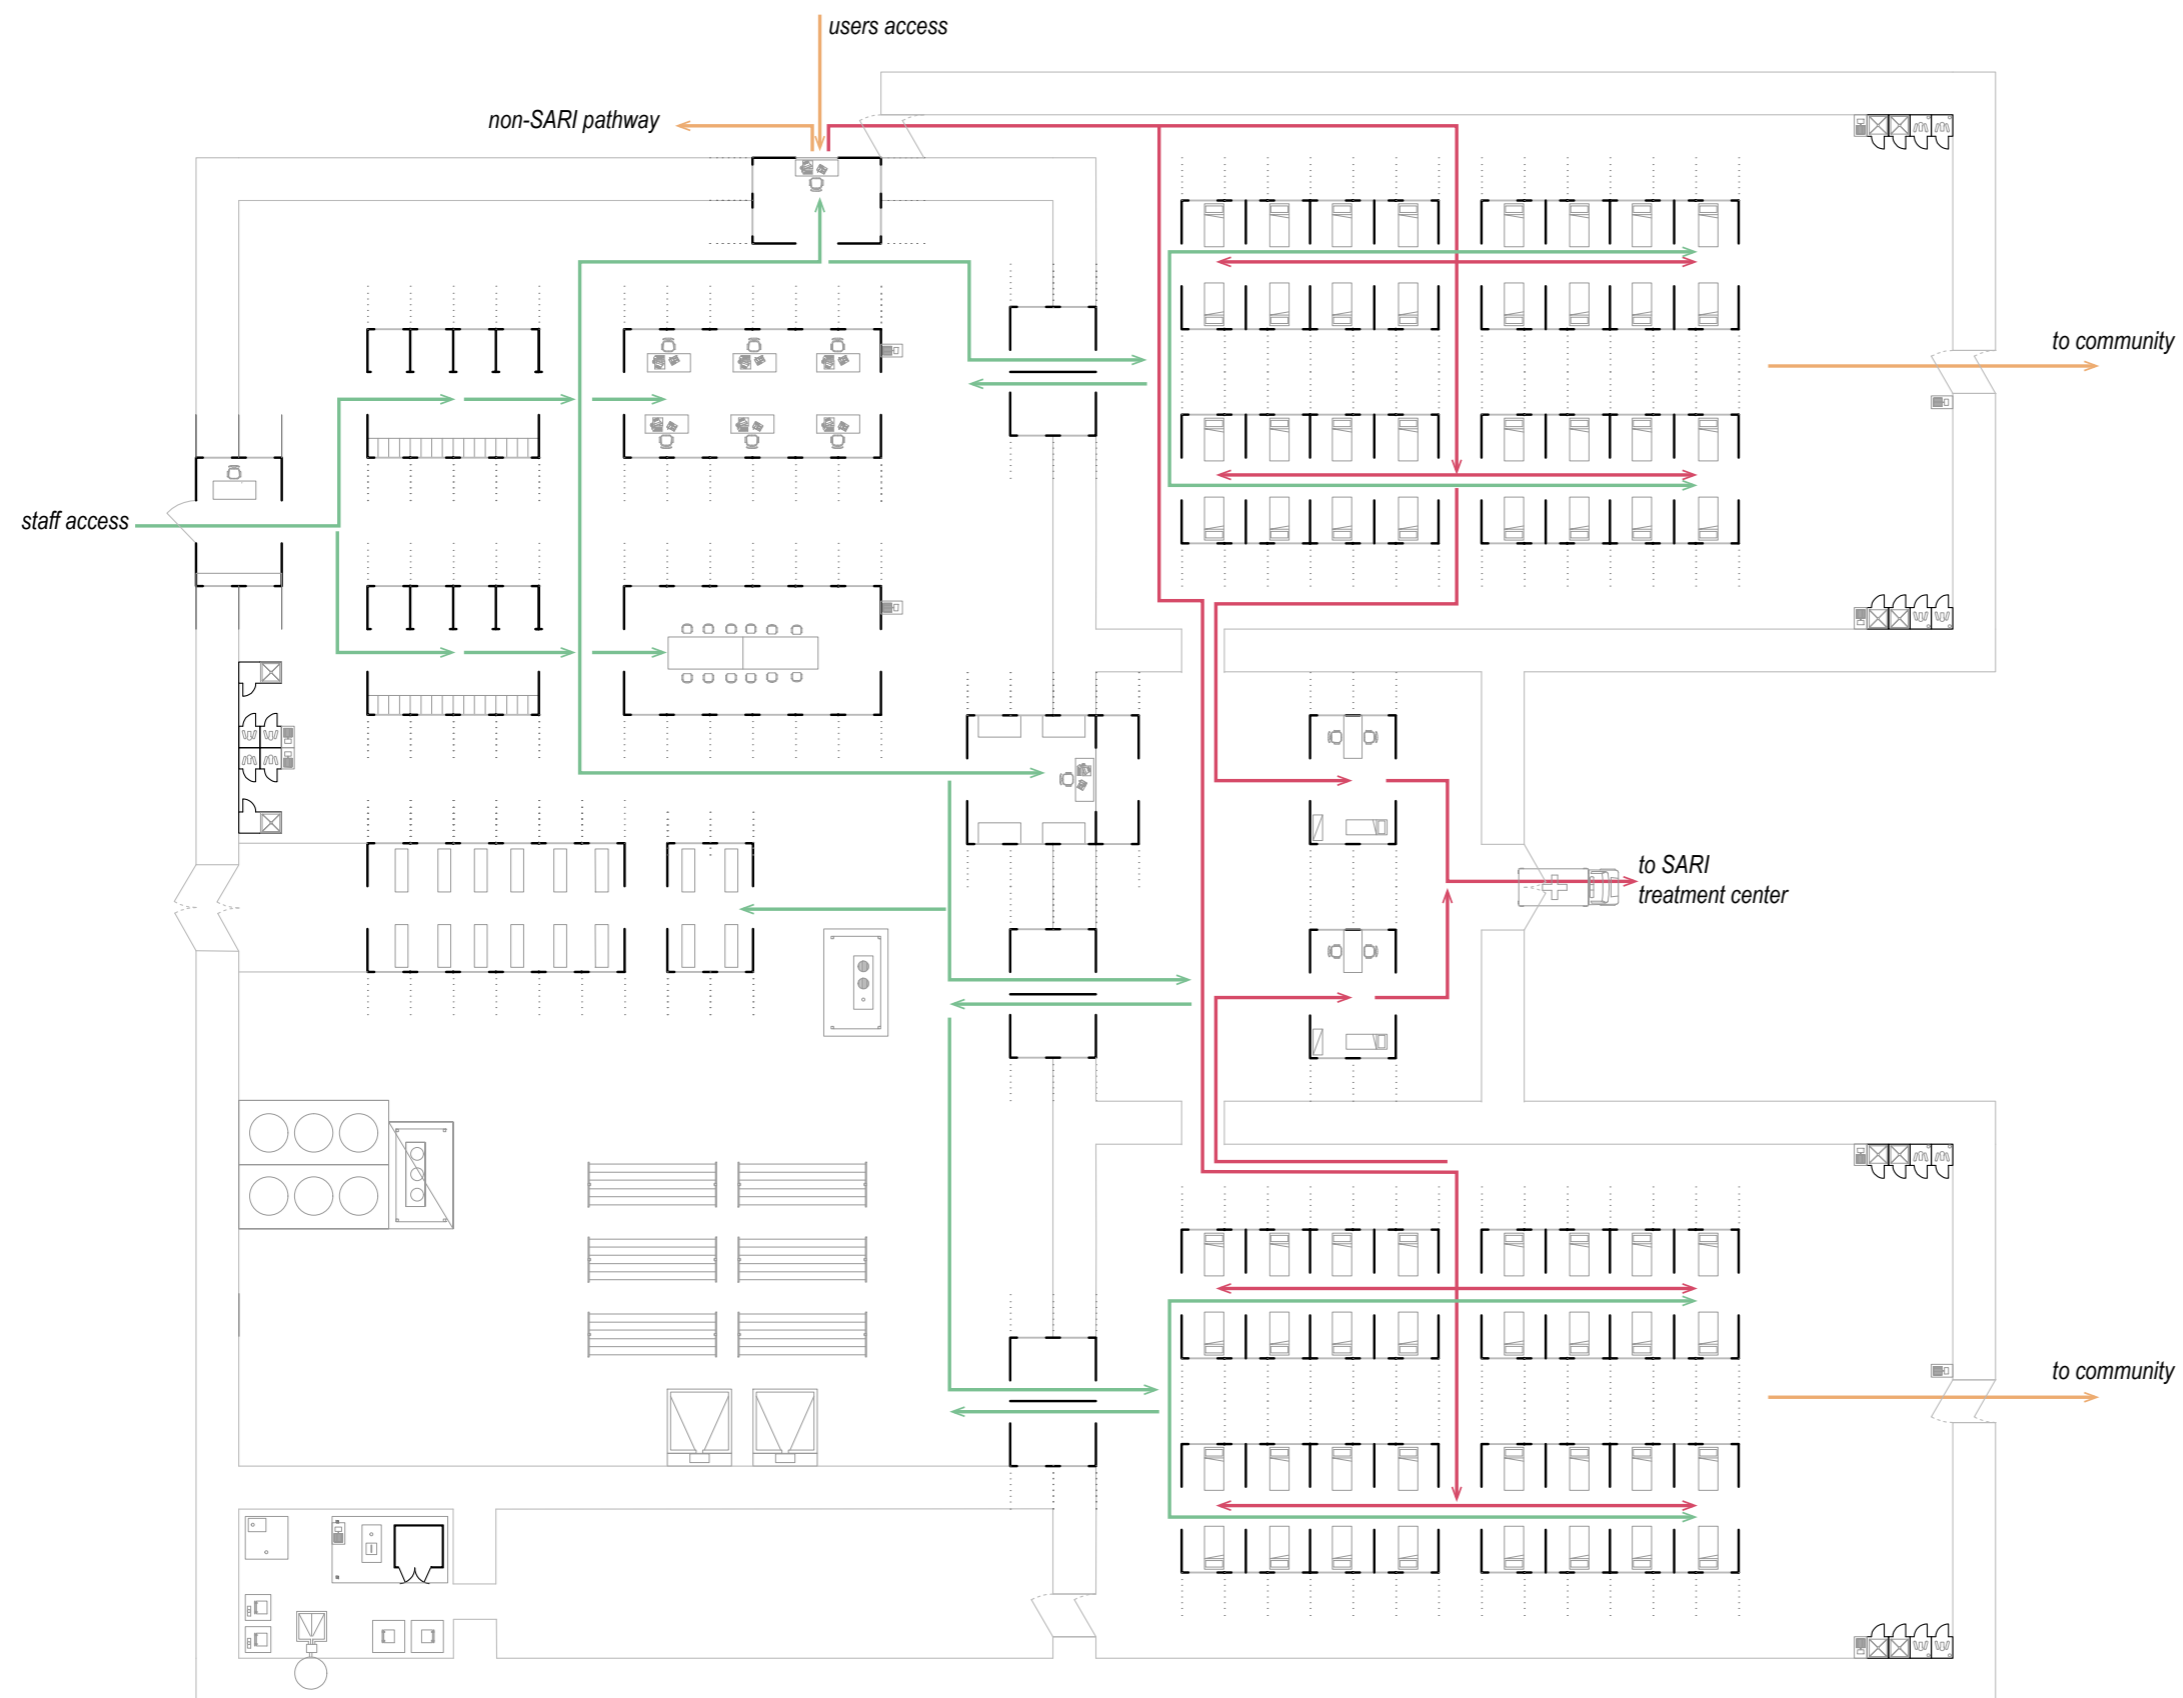 users access
non-SARI pathway
to community
staff access
to SARI
treatment center
to community